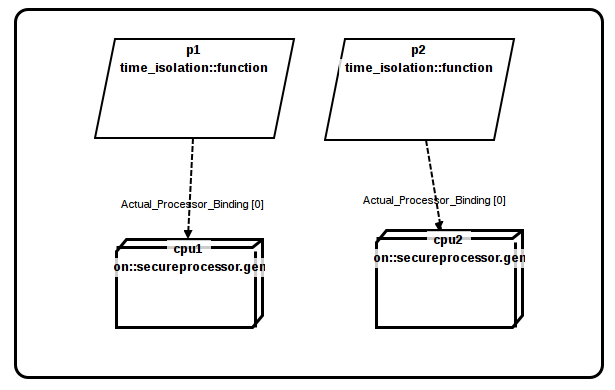 p1
time_isolation::function
p2
time_isolation::function
Actual_Processor_Binding [0]
Actual_Processor_Binding [0]
cpu1
on::secureprocessor.gen
cpu2
on::secureprocessor.gen